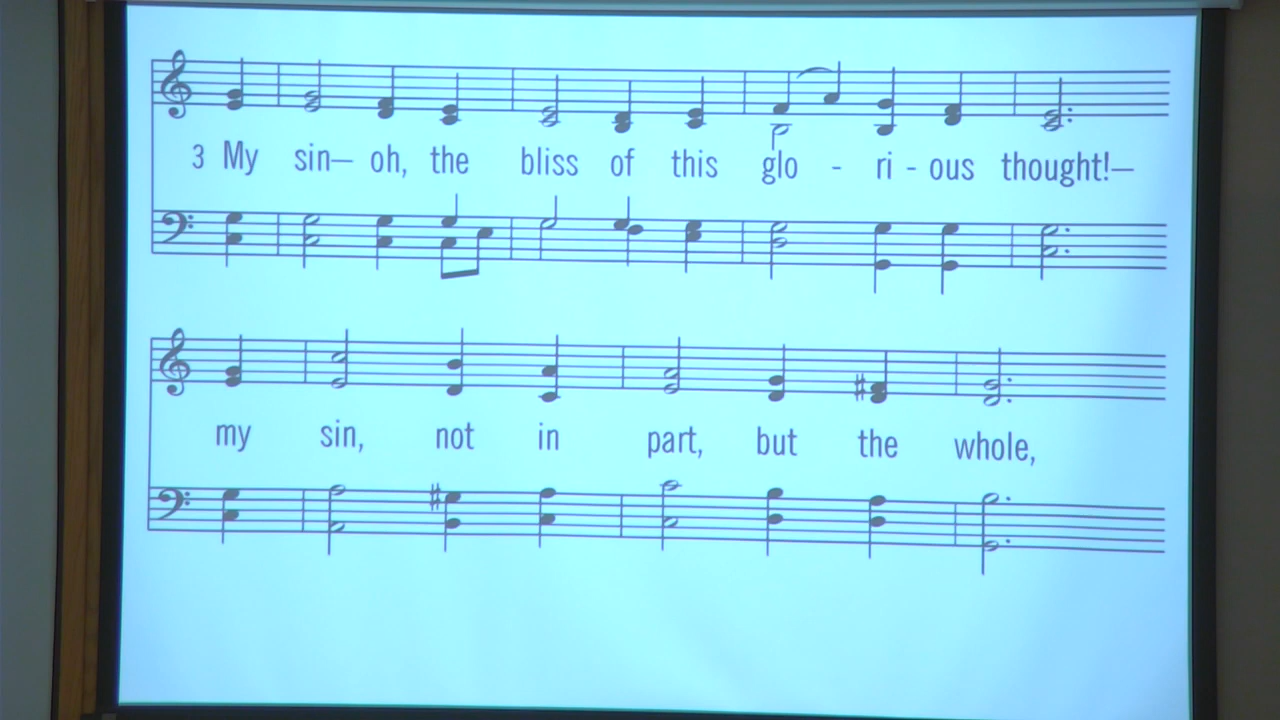 3 My sin– oh, the bliss of this glo - ri - ous thought!–
my sin, not in part, but the whole,